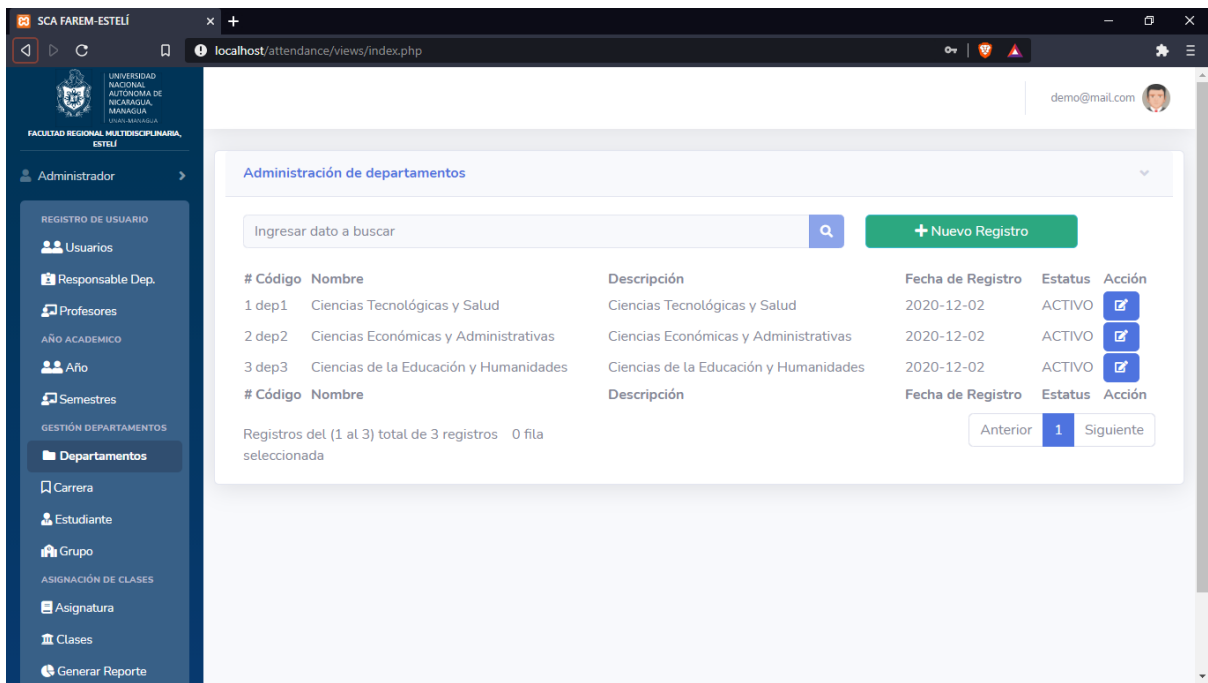 SCA FAREM-ESTELÍ
localhost/attendance/views/index.php
UNIVERSIDAD
NACIONAL
AUTÓNOMA DE
NICARAGUA,
MANAGUA
UNAN-MANAGUA
FACULTAD REGIONAL MULTIDISCIPLINARIA,
ESTELÍ
demo@mail.com
Administrador
REGISTRO DE USUARIO
Usuarios
Responsable Dep.
Profesores
AÑO ACADEMICO
Año
Semestres
GESTIÓN DEPARTAMENTOS
Departamentos
Carrera
Estudiante
Grupo
ASIGNACIÓN DE CLASES
Asignatura
Clases
Generar Reporte
Administración de departamentos
Ingresar dato a buscar
Nuevo Registro
# Código Nombre Descripción Fecha de Registro Estatus Acción
1 dep1 Ciencias Tecnológicas y Salud Ciencias Tecnológicas y Salud 2020-12-02 ACTIVO
2 dep2 Ciencias Económicas y Administrativas Ciencias Económicas y Administrativas 2020-12-02 ACTIVO
3 dep3 Ciencias de la Educación y Humanidades Ciencias de la Educación y Humanidades 2020-12-02 ACTIVO
# Código Nombre Descripción Fecha de Registro Estatus Acción
Registros del (1 al 3) total de 3 registros 0 fila
seleccionada
Anterior 1 Siguiente